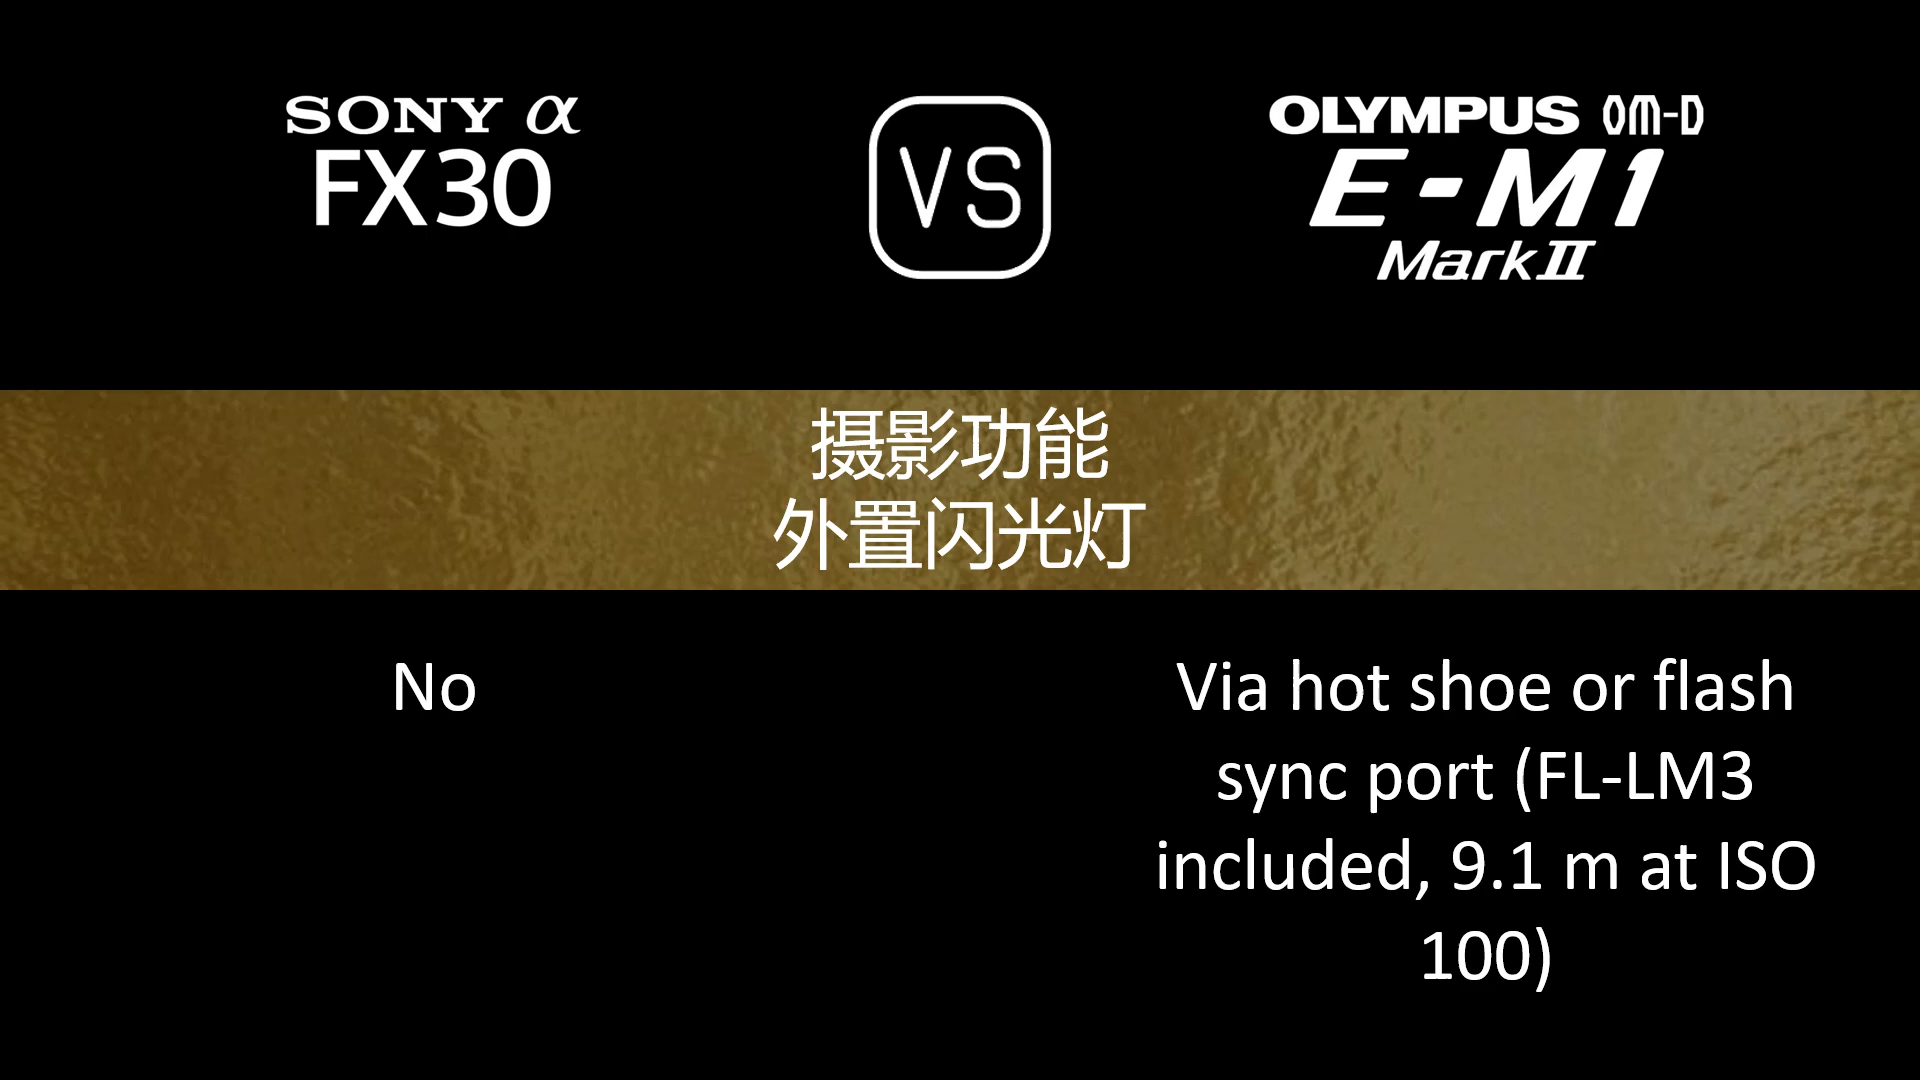 SONY α
FX30
VS
OLYMPUS OM-D
E-M1
Mark II
摄影功能
外置闪光灯
No
Via hot shoe or flash
sync port (FL-LM3
included, 9.1 m at ISO
100)